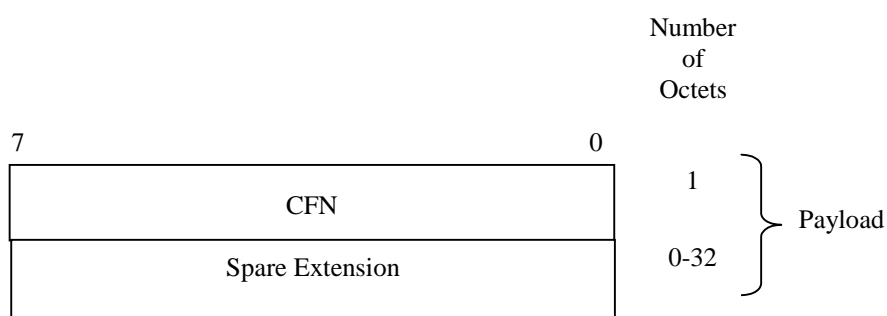 Number
of
Octets
7 0
CFN 1
Payload
Spare Extension 0-32